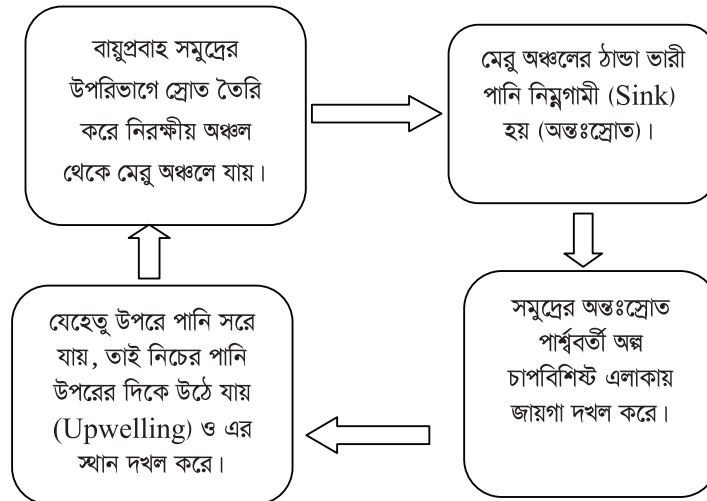 বায়ুপ্রবাহ সমুদ্রের
উপরিভাগে স্রোত তৈরি
করে নিরক্ষীয় অঞ্চল
থেকে মেরু অঞ্চলে যায়।
মেরু অঞ্চলের ঠান্ডা ভারী
পানি নিম্নগামী (Sink)
হয় (অন্তঃস্রোত)।
সমুদ্রের অন্তঃস্রোত
পার্শ্ববর্তী অল্প
চাপবিশিষ্ট এলাকায়
জায়গা দখল করে।
যেহেতু উপরে পানি সরে
যায়, তাই নিচের পানি
উপরের দিকে উঠে যায়
(Upwelling) ও এর
স্থান দখল করে।